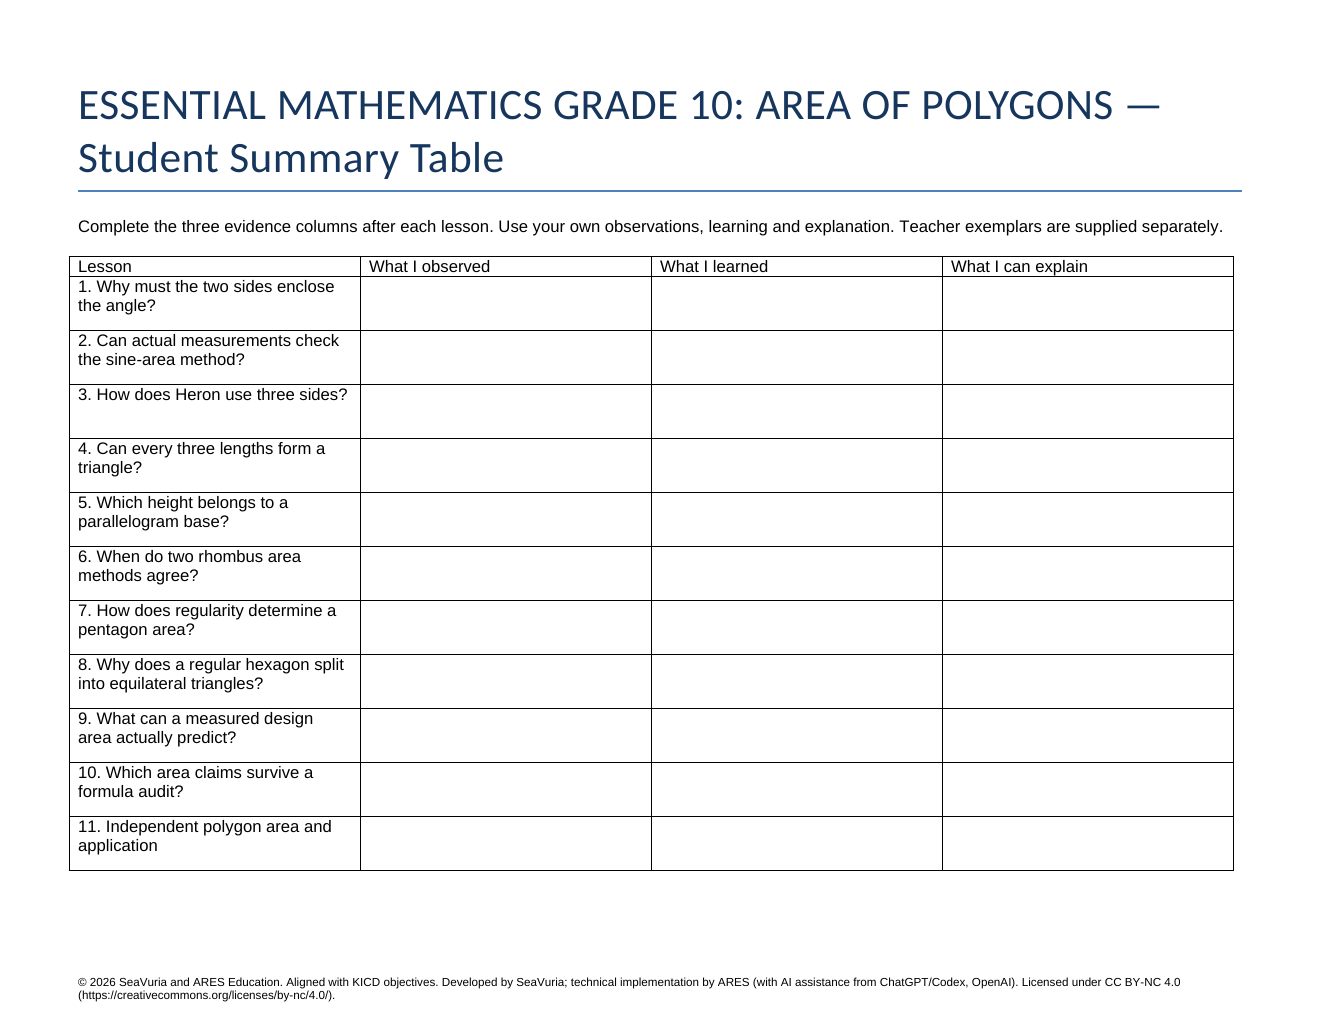 ESSENTIAL MATHEMATICS GRADE 10: AREA OF POLYGONS —
Student Summary Table
Complete the three evidence columns after each lesson. Use your own observations, learning and explanation. Teacher exemplars are supplied separately.
Lesson
What I observed
What I learned
What I can explain
1. Why must the two sides enclose
the angle?
2. Can actual measurements check
the sine-area method?
3. How does Heron use three sides?
4. Can every three lengths form a
triangle?
5. Which height belongs to a
parallelogram base?
6. When do two rhombus area
methods agree?
7. How does regularity determine a
pentagon area?
8. Why does a regular hexagon split
into equilateral triangles?
9. What can a measured design
area actually predict?
10. Which area claims survive a
formula audit?
11. Independent polygon area and
application
© 2026 SeaVuria and ARES Education. Aligned with KICD objectives. Developed by SeaVuria; technical implementation by ARES (with AI assistance from ChatGPT/Codex, OpenAI). Licensed under CC BY-NC 4.0
(https://creativecommons.org/licenses/by-nc/4.0/).